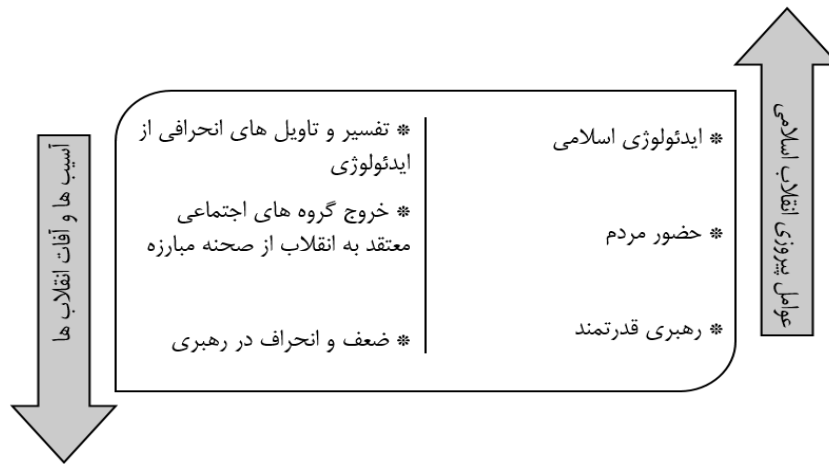 عوامل پیروزی انقلاب اسلامی
❊ ایدئولوژی اسلامی
❊ حضور مردم
❊ رهبری قدرتمند
❊ تفسیر و تاویل های انحرافی از
ایدئولوژی
❊ خروج گروه های اجتماعی
معتقد به انقلاب از صحنه مبارزه
❊ ضعف و انحراف در رهبری
آسیب ها و آفات انقلاب ها